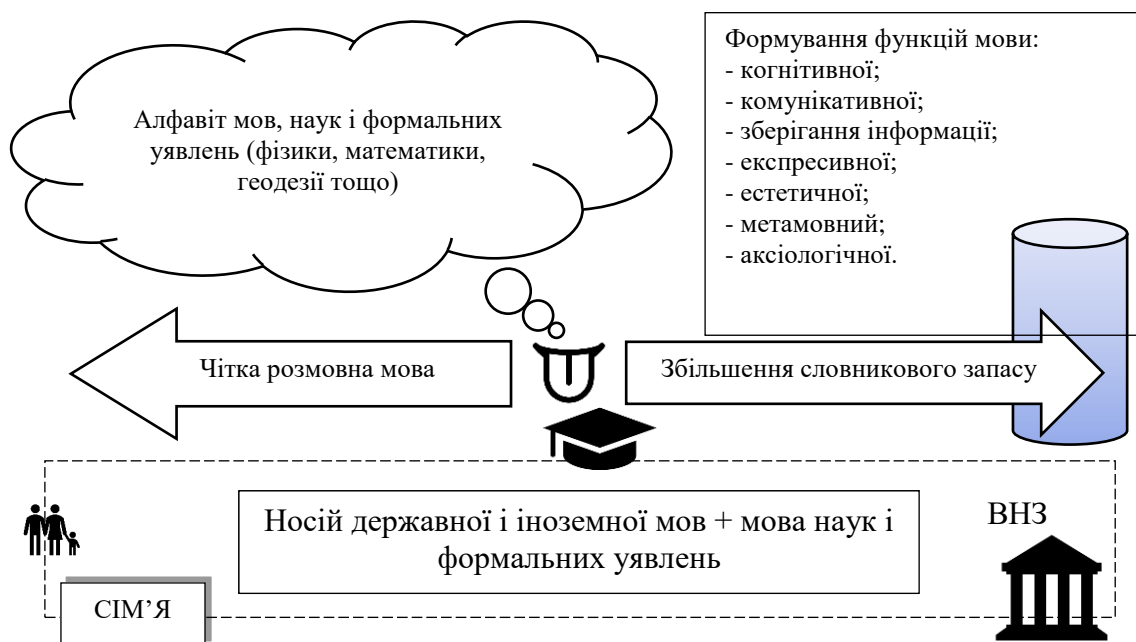 Алфавіт мов, наук і формальних
уявлень (фізики, математики,
геодезії тощо)
Формування функцій мови:
- когнітивної;
- комунікативної;
- зберігання інформації;
- експресивної;
- естетичної;
- метамовний;
- аксіологічної.
Чітка розмовна мова
Збільшення словникового запасу
Носій державної і іноземної мов + мова наук і
формальних уявлень
ВНЗ
СІМ’Я